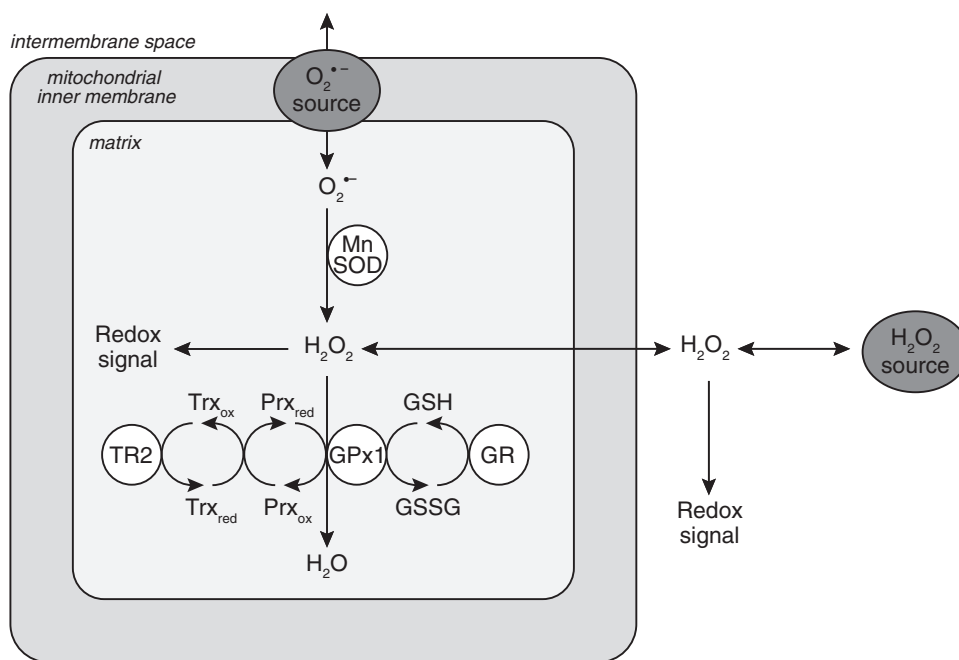 intermembrane space
mitochondrial
inner membrane
O₂•−
source
matrix
O₂•−
Mn
SOD
Redox
signal
H₂O₂
H₂O₂
H₂O₂
source
Trxox
Prxred
GSH
TR2
GPx1
GR
Trxred
Prxox
GSSG
Redox
signal
H₂O